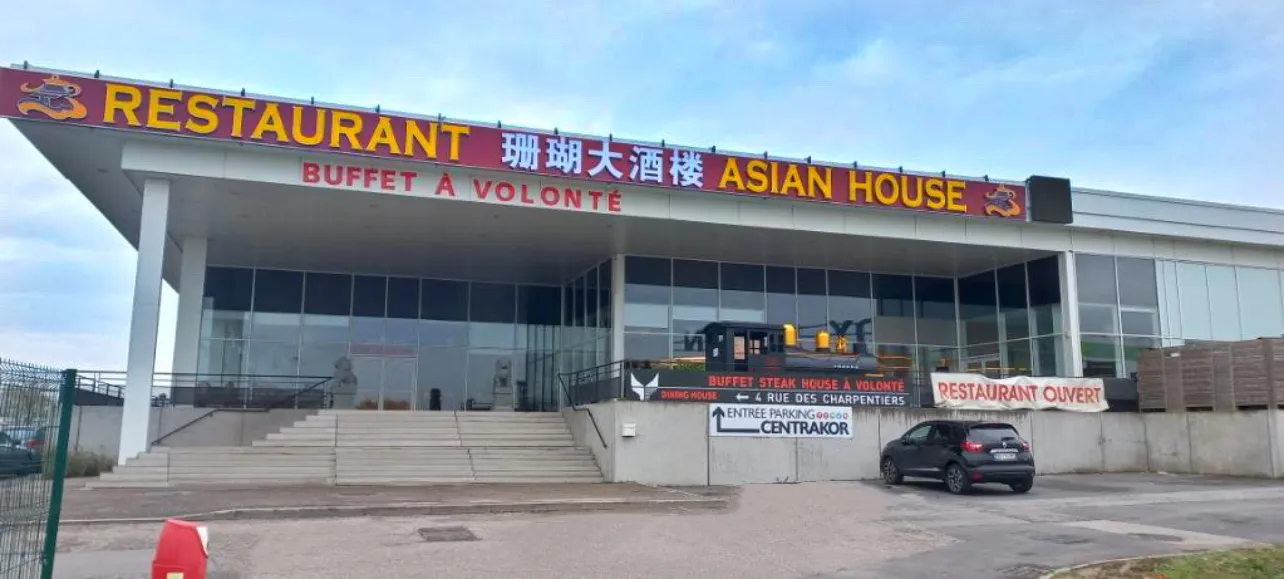 RESTAURANT 珊瑚大酒楼 ASIAN HOUSE
BUFFET À VOLONTÉ
BUFFET STEAK HOUSE À VOLONTÉ
DINING HOUSE
← 4 RUE DES CHARPENTIERS
RESTAURANT OUVERT
ENTRÉE PARKING
CENTRAKOR